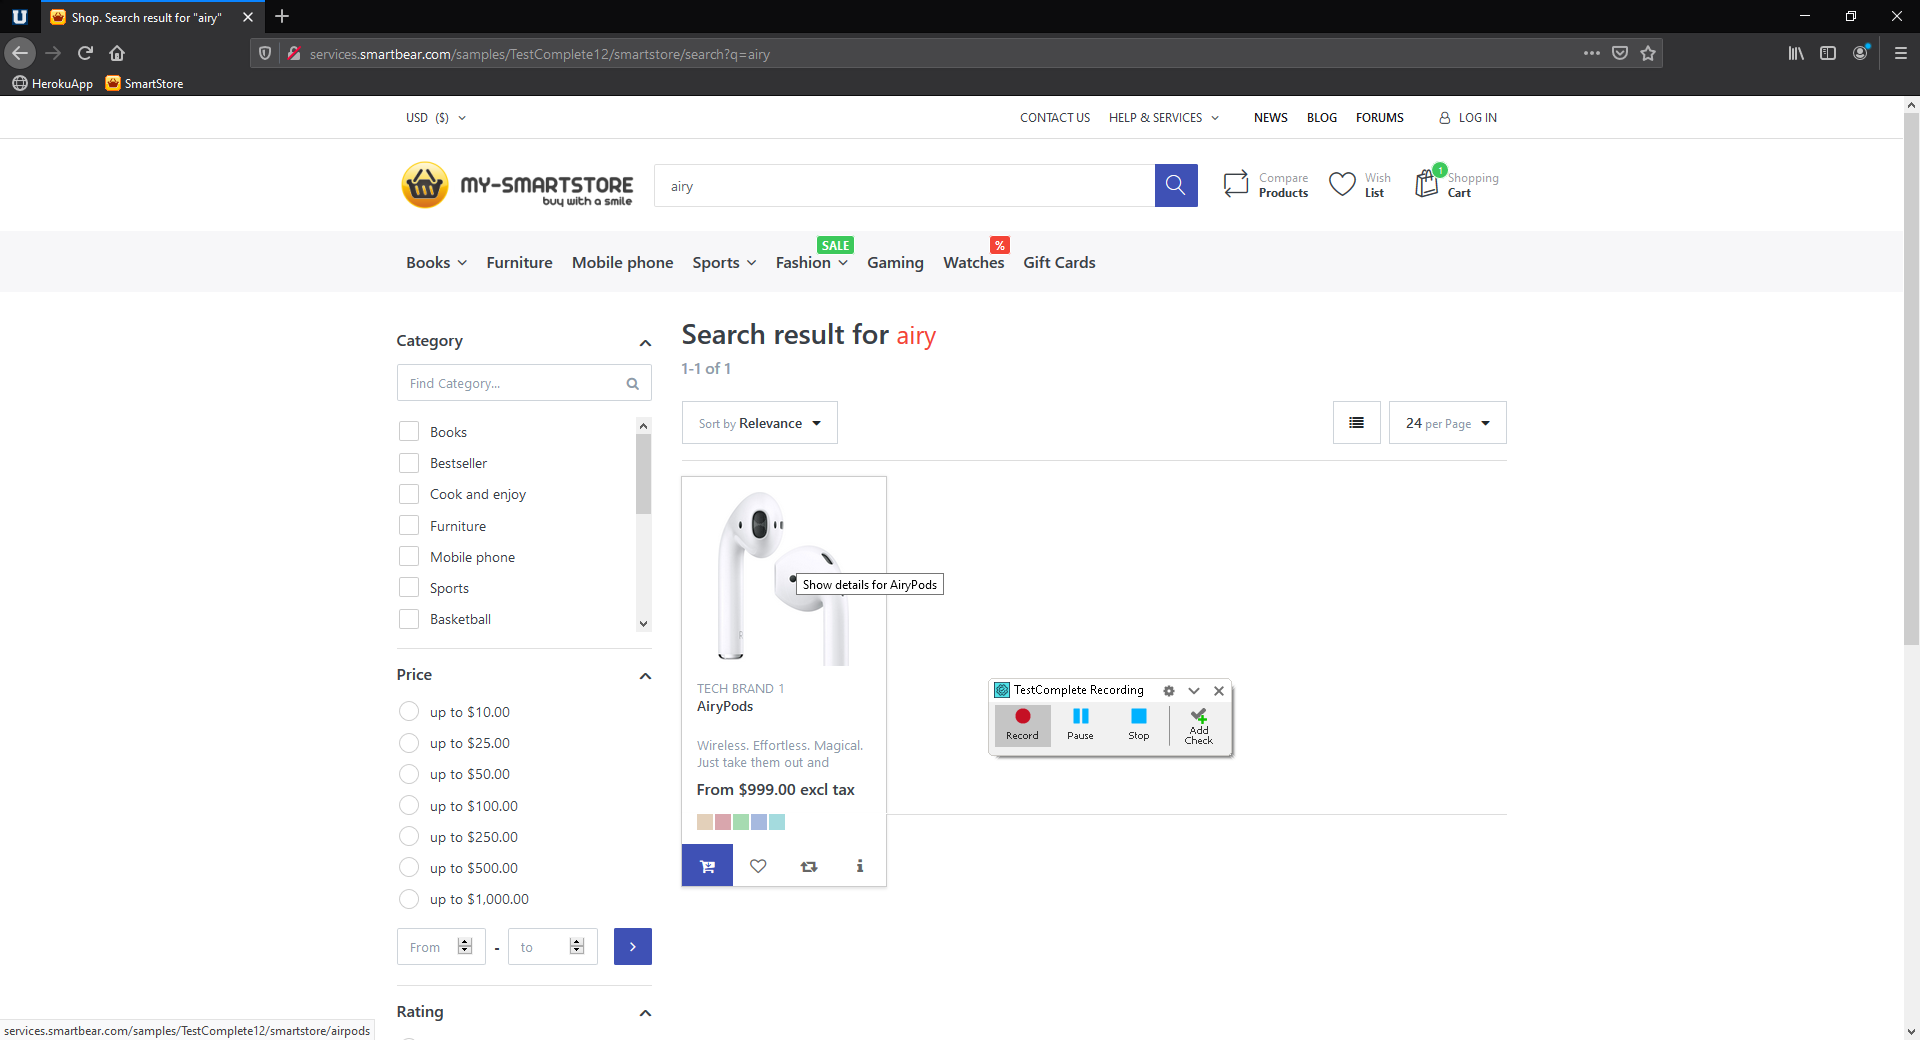 Shop. Search result for "airy"
services.smartbear.com/samples/TestComplete12/smartstore/search?q=airy
HerokuApp SmartStore
USD ($) CONTACT US HELP & SERVICES NEWS BLOG FORUMS LOG IN
MY-SMARTSTORE
buy with a smile
airy
Compare
Products
Wish
List
1
Shopping
Cart
SALE %
Books Furniture Mobile phone Sports Fashion Gaming Watches Gift Cards
Category
Find Category...
Books
Bestseller
Cook and enjoy
Furniture
Mobile phone
Sports
Basketball
Price
up to $10.00
up to $25.00
up to $50.00
up to $100.00
up to $250.00
up to $500.00
up to $1,000.00
From - to
Rating
Search result for airy
1-1 of 1
Sort by Relevance 24 per Page
R
Show details for AiryPods
TECH BRAND 1
AiryPods
Wireless. Effortless. Magical.
Just take them out and
From $999.00 excl tax
TestComplete Recording
Record Pause Stop Add
Check
services.smartbear.com/samples/TestComplete12/smartstore/airpods